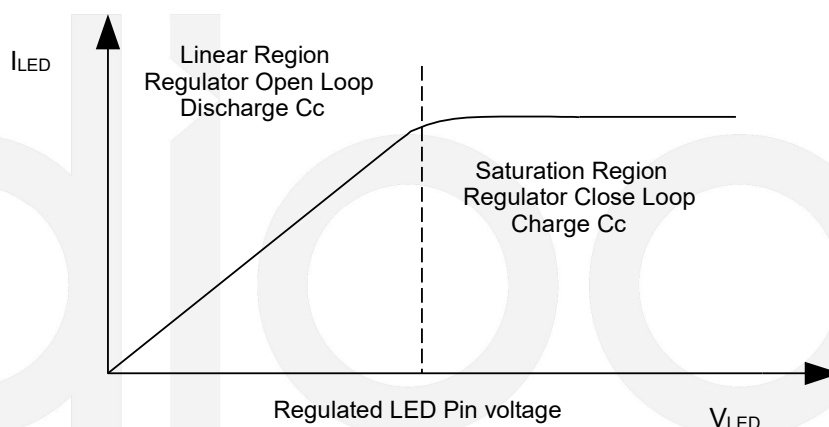 Linear Region
Regulator Open Loop
Discharge Cc
ILED
Saturation Region
Regulator Close Loop
Charge Cc
Regulated LED Pin voltage
VLED